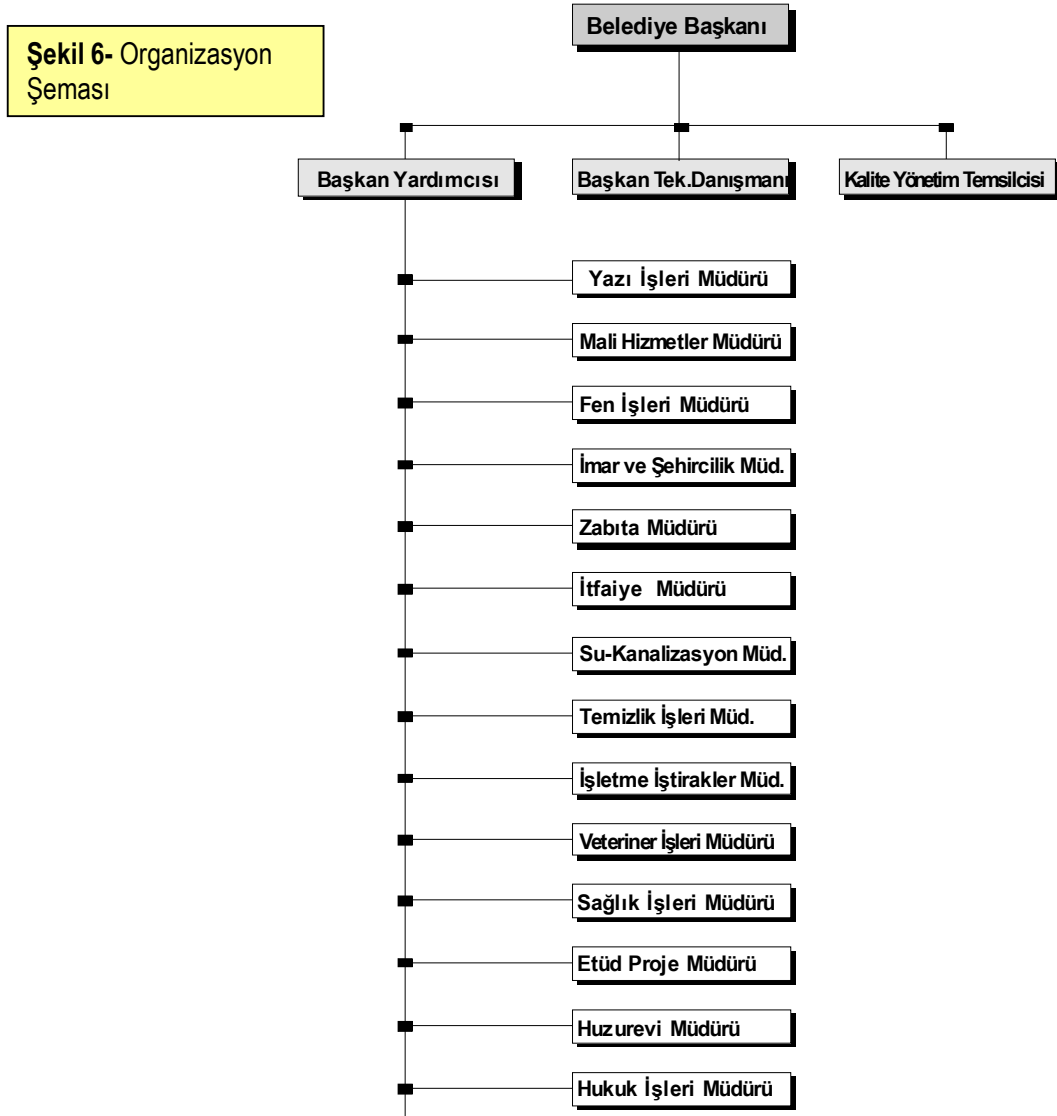 Şekil 6- Organizasyon
Şeması
Belediye Başkanı
Başkan Yardımcısı
Başkan Tek.Danışmanı
Kalite Yönetim Temsilcisi
Yazı İşleri Müdürü
Mali Hizmetler Müdürü
Fen İşleri Müdürü
İmar ve Şehircilik Müd.
Zabıta Müdürü
İtfaiye Müdürü
Su-Kanalizasyon Müd.
Temizlik İşleri Müd.
İşletme İştirakler Müd.
Veteriner İşleri Müdürü
Sağlık İşleri Müdürü
Etüd Proje Müdürü
Huzurevi Müdürü
Hukuk İşleri Müdürü